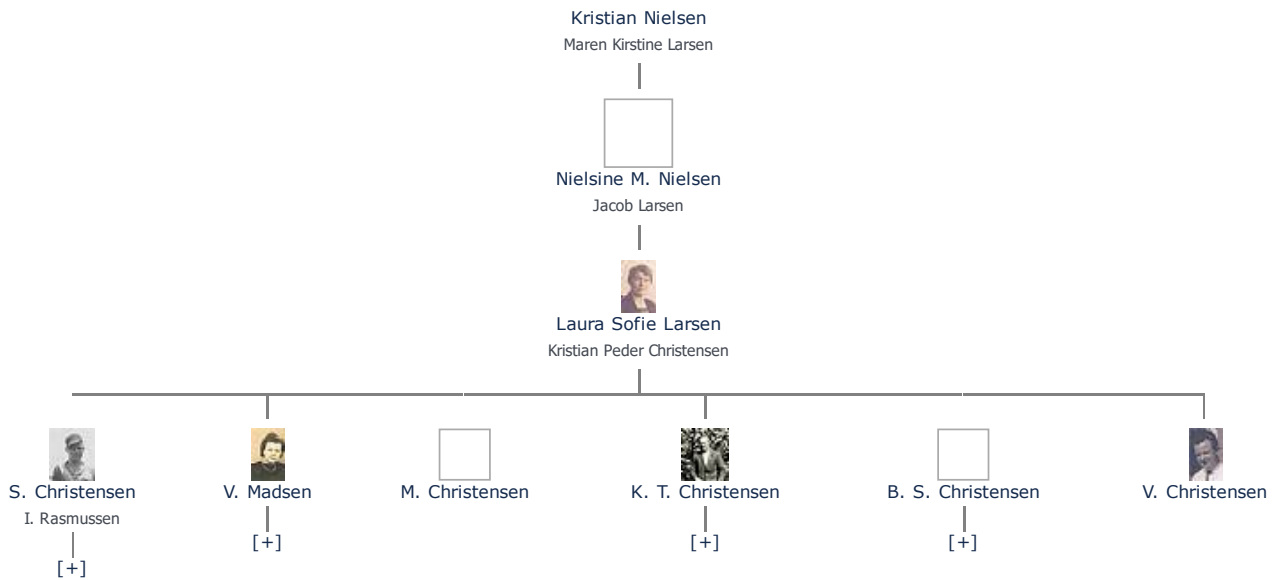 Kristian Nielsen
Maren Kirstine Larsen
Nielsine M. Nielsen
Jacob Larsen
Laura Sofie Larsen
Kristian Peder Christensen
S. Christensen
I. Rasmussen
[+]
V. Madsen
[+]
M. Christensen
K. T. Christensen
[+]
B. S. Christensen
[+]
V. Christensen